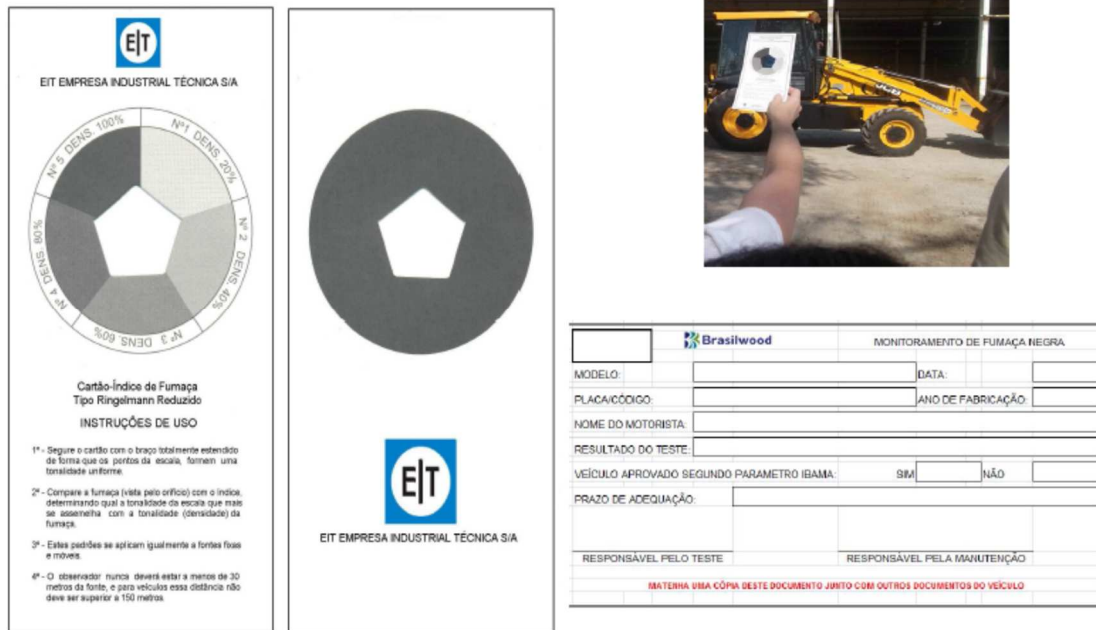 EIT
EIT EMPRESA INDUSTRIAL TÉCNICA S/A
Nº 5 DENS. 100%
Nº1 DENS. 20%
Nº 2 DENS. 40%
Nº 3 DENS. 60%
Nº 4 DENS. 80%
Cartão-Índice de Fumaça
Tipo Ringelmann Reduzido
INSTRUÇÕES DE USO
1ª - Segure o cartão com o braço totalmente estendido
de forma que os pontos da escala, formem uma
tonalidade uniforme.
2ª - Compare a fumaça (vista pelo orifício) com o índice,
determinando qual a tonalidade da escala que mais
se assemelha com a tonalidade (densidade) da
fumaça.
3ª - Estes padrões se aplicam igualmente a fontes fixas
e móveis.
4ª - O observador nunca deverá estar a menos de 30
metros da fonte, e para veículos essa distância não
deve ser superior a 150 metros.
EIT
EIT EMPRESA INDUSTRIAL TÉCNICA S/A
JCB
Brasilwood
MONITORAMENTO DE FUMAÇA NEGRA
MODELO:
DATA:
PLACA/CÓDIGO:
ANO DE FABRICAÇÃO:
NOME DO MOTORISTA:
RESULTADO DO TESTE:
VEÍCULO APROVADO SEGUNDO PARAMETRO IBAMA: SIM NÃO
PRAZO DE ADEQUAÇÃO:
RESPONSÁVEL PELO TESTE
RESPONSÁVEL PELA MANUTENÇÃO
MATENHA UMA CÓPIA DESTE DOCUMENTO JUNTO COM OUTROS DOCUMENTOS DO VEÍCULO